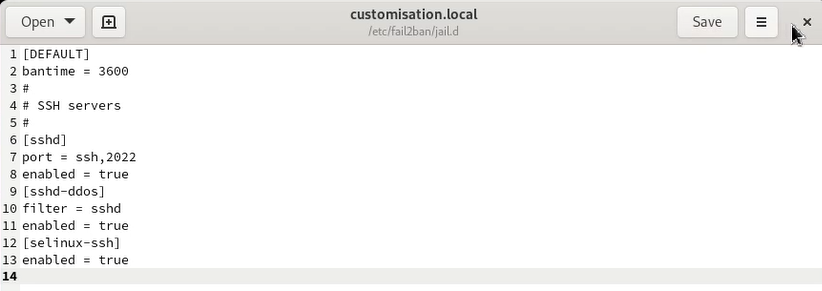 Open
customisation.local
/etc/fail2ban/jail.d
Save
1 [DEFAULT]
2 bantime = 3600
3 #
4 # SSH servers
5 #
6 [sshd]
7 port = ssh,2022
8 enabled = true
9 [sshd-ddos]
10 filter = sshd
11 enabled = true
12 [selinux-ssh]
13 enabled = true
14